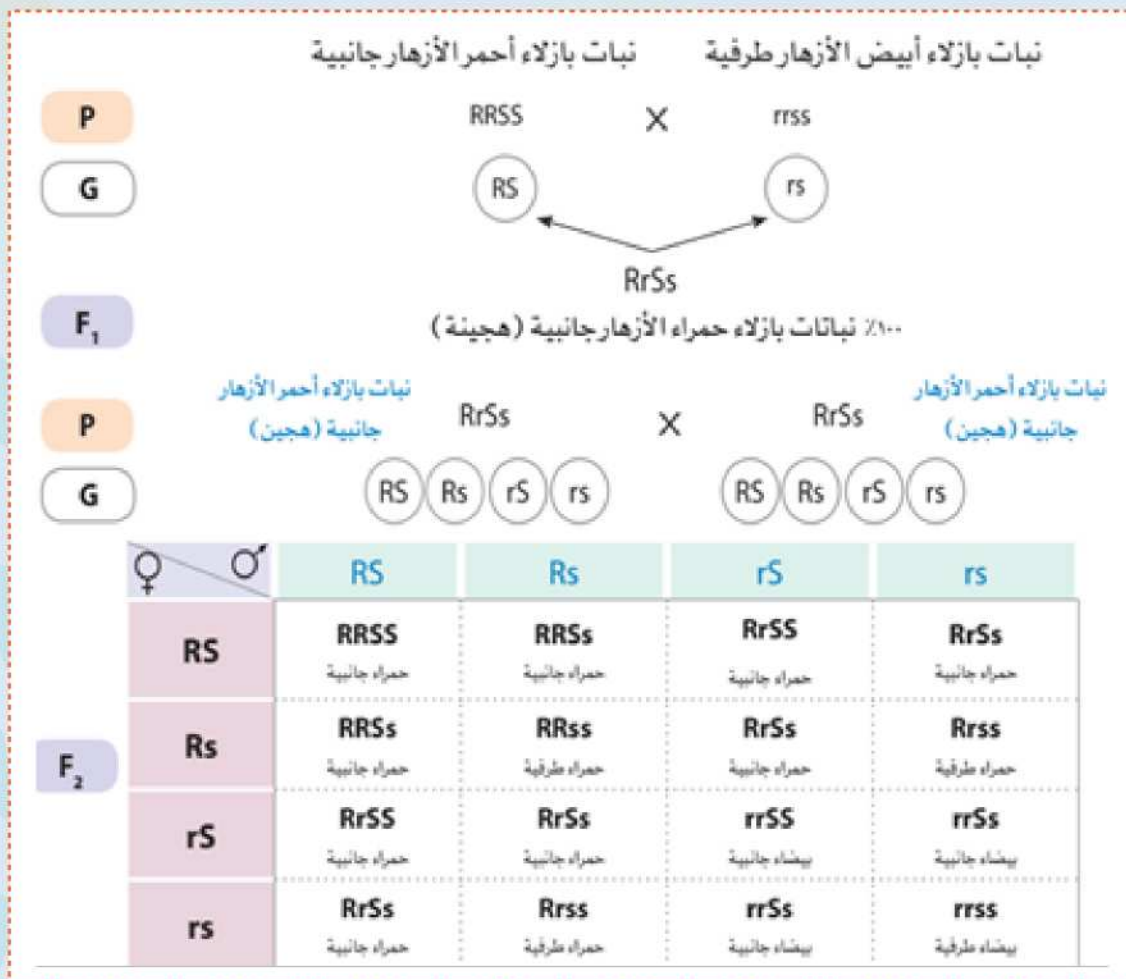 نبات بازلاء أبيض الأزهار طرفية نبات بازلاء أحمر الأزهار جانبية
P RRSS X rrss
G RS rs
RrSs
F₁ ١٠٠٪ نباتات بازلاء حمراء الأزهار جانبية (هجينة)
نبات بازلاء أحمر الأزهار جانبية (هجين)
نبات بازلاء أحمر الأزهار جانبية (هجين)
P RrSs X RrSs
G RS Rs rS rs RS Rs rS rs
♀ ♂ RS Rs rS rs
RS RRSS RRSs RrSS RrSs
حمراء جانبية حمراء جانبية حمراء جانبية حمراء جانبية
F₂
Rs RRSs RRss RrSs Rrss
حمراء جانبية حمراء طرفية حمراء جانبية حمراء طرفية
rS RrSS RrSs rrSS rrSs
حمراء جانبية حمراء جانبية بيضاء جانبية بيضاء جانبية
rs RrSs Rrss rrSs rrss
حمراء جانبية حمراء طرفية بيضاء جانبية بيضاء طرفية